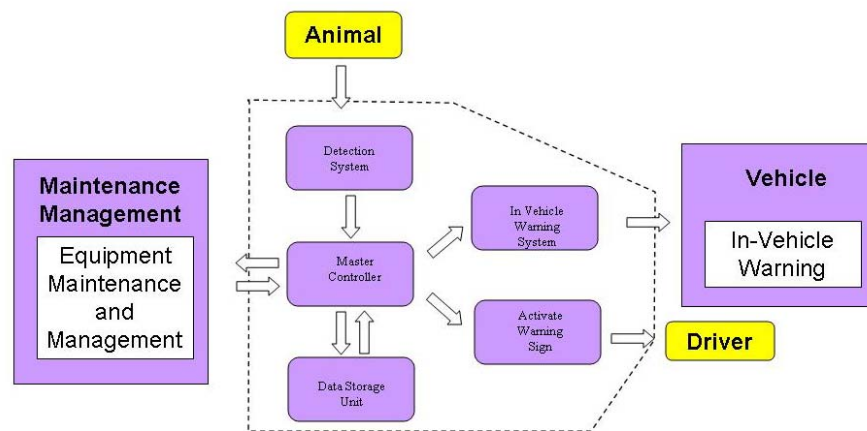 Animal
Detection
System
Maintenance
Management
Equipment
Maintenance
and
Management
Master
Controller
In Vehicle
Warning
System
Vehicle
In-Vehicle
Warning
Activate
Warning
Sign
Driver
Data Storage
Unit